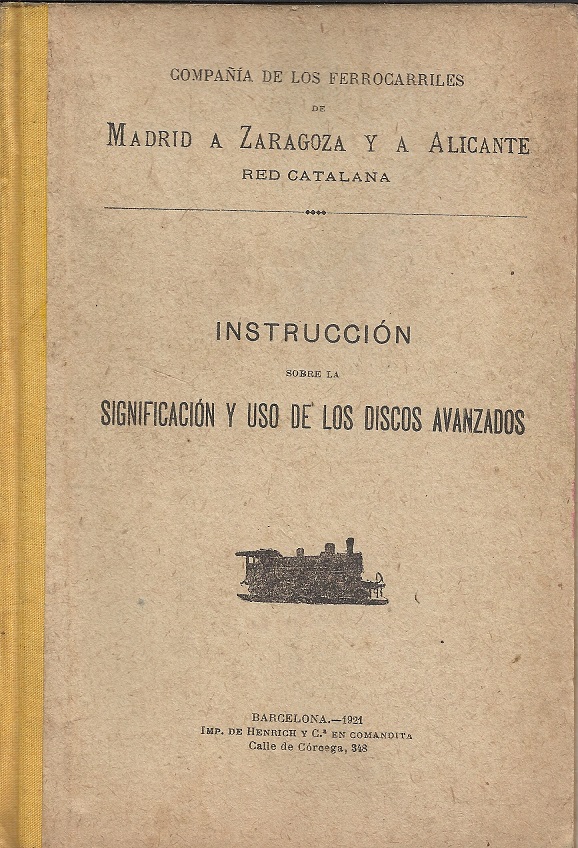 COMPAÑÍA DE LOS FERROCARRILES
DE
MADRID A ZARAGOZA Y A ALICANTE
RED CATALANA
INSTRUCCIÓN
SOBRE LA
SIGNIFICACIÓN Y USO DE LOS DISCOS AVANZADOS
BARCELONA.—1921
IMP. DE HENRICH Y C.ª EN COMANDITA
Calle de Córcega, 348